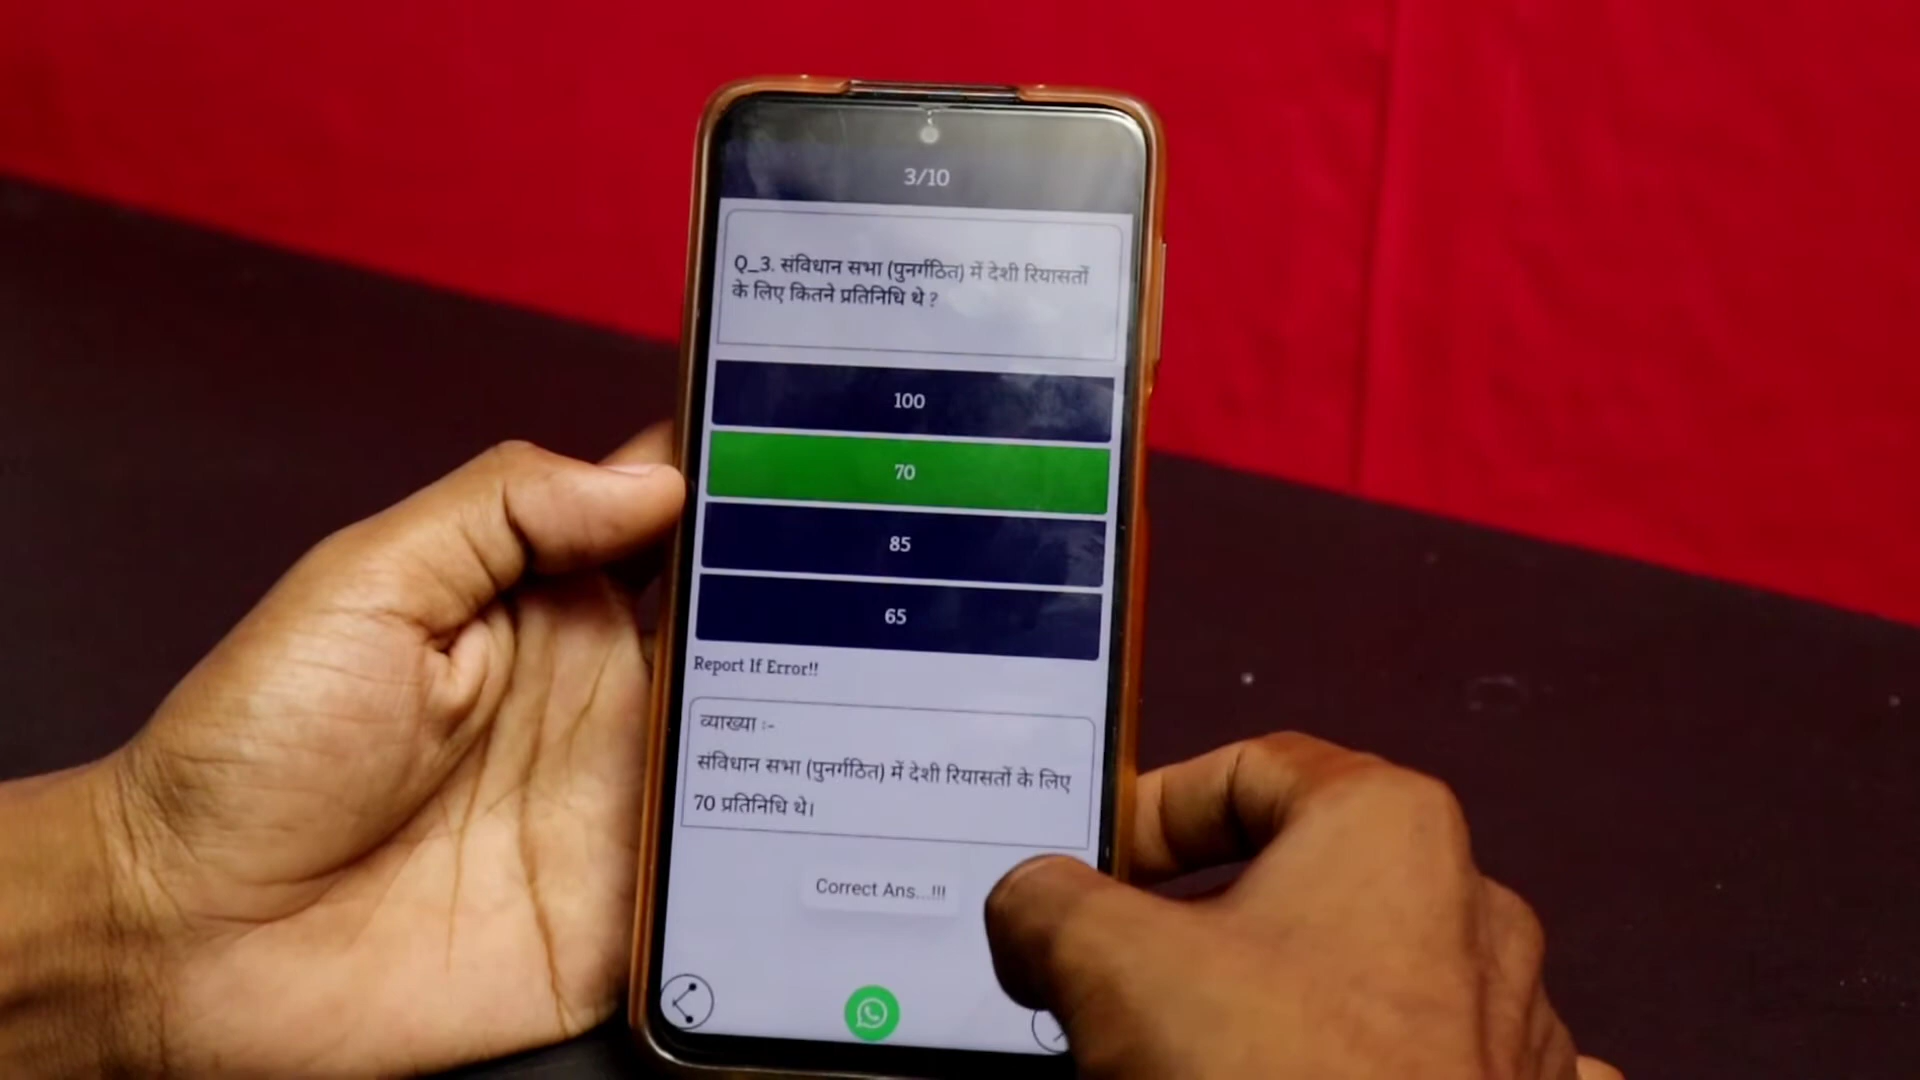 3/10
Q_3. संविधान सभा (पुनर्गठित) में देशी रियासतों
के लिए कितने प्रतिनिधि थे ?
100
70
85
65
Report If Error!!
व्याख्या :-
संविधान सभा (पुनर्गठित) में देशी रियासतों के लिए
70 प्रतिनिधि थे।
Correct Ans...!!!